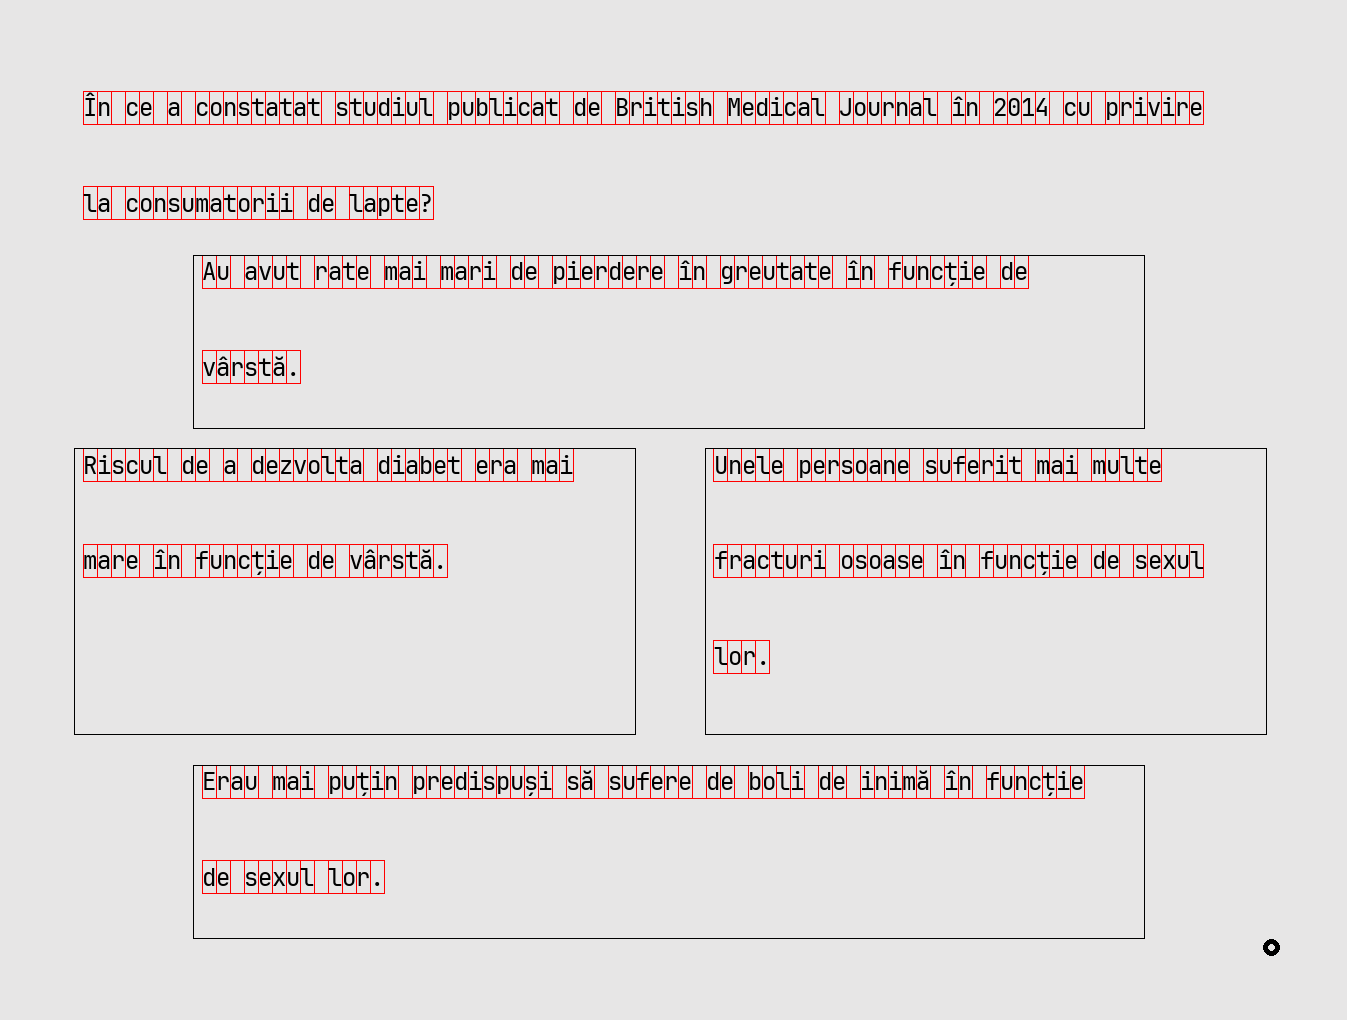 În ce a constatat studiul publicat de British Medical Journal în 2014 cu privire
la consumatorii de lapte?
Au avut rate mai mari de pierdere în greutate în funcție de
vârstă.
Riscul de a dezvolta diabet era mai
mare în funcție de vârstă.
Unele persoane suferit mai multe
fracturi osoase în funcție de sexul
lor.
Erau mai puțin predispuși să sufere de boli de inimă în funcție
de sexul lor.